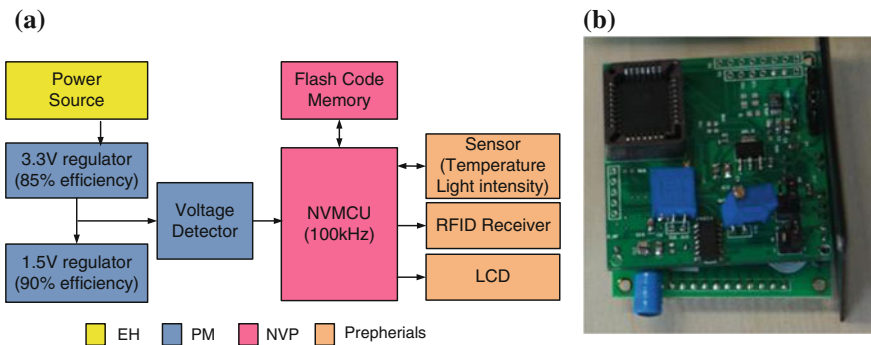 (a)
Power
Source
3.3V regulator
(85% efficiency)
1.5V regulator
(90% efficiency)
Voltage
Detector
Flash Code
Memory
NVMCU
(100kHz)
Sensor
(Temperature
Light intensity)
RFID Receiver
LCD
EH
PM
NVP
Prepherials
(b)